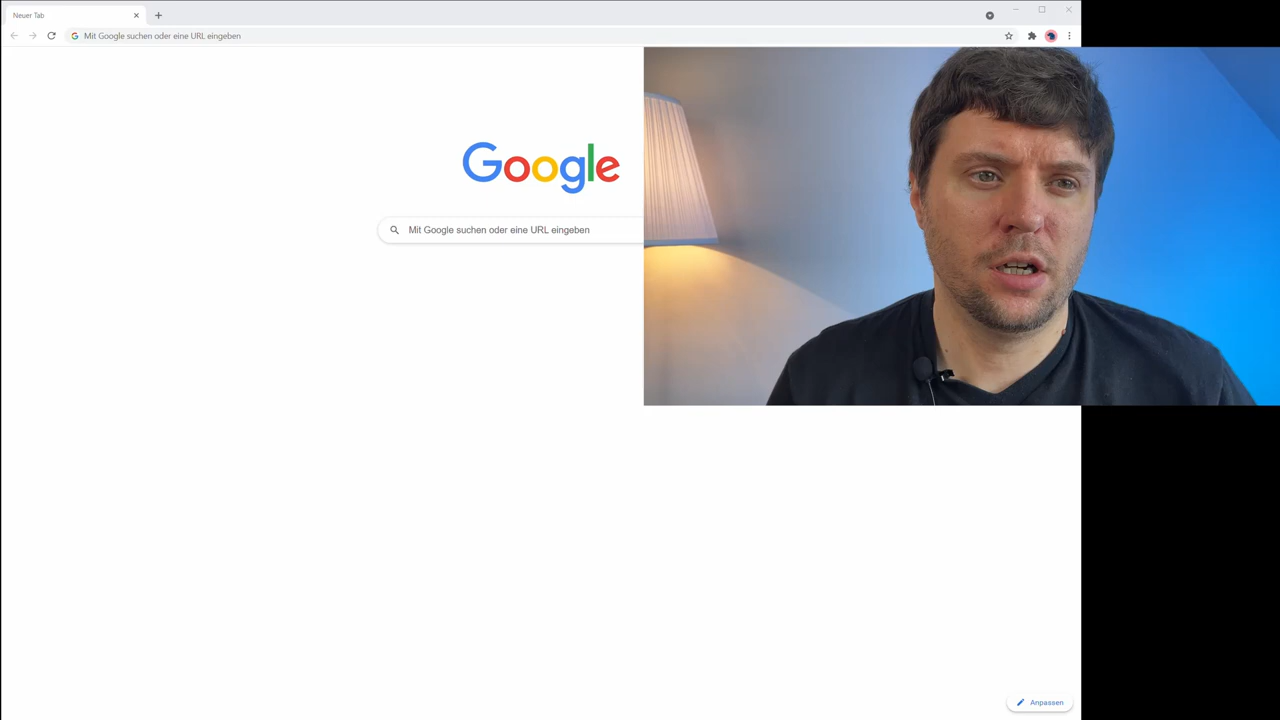 Neuer Tab
Mit Google suchen oder eine URL eingeben
Google
Mit Google suchen oder eine URL eingeben
Anpassen